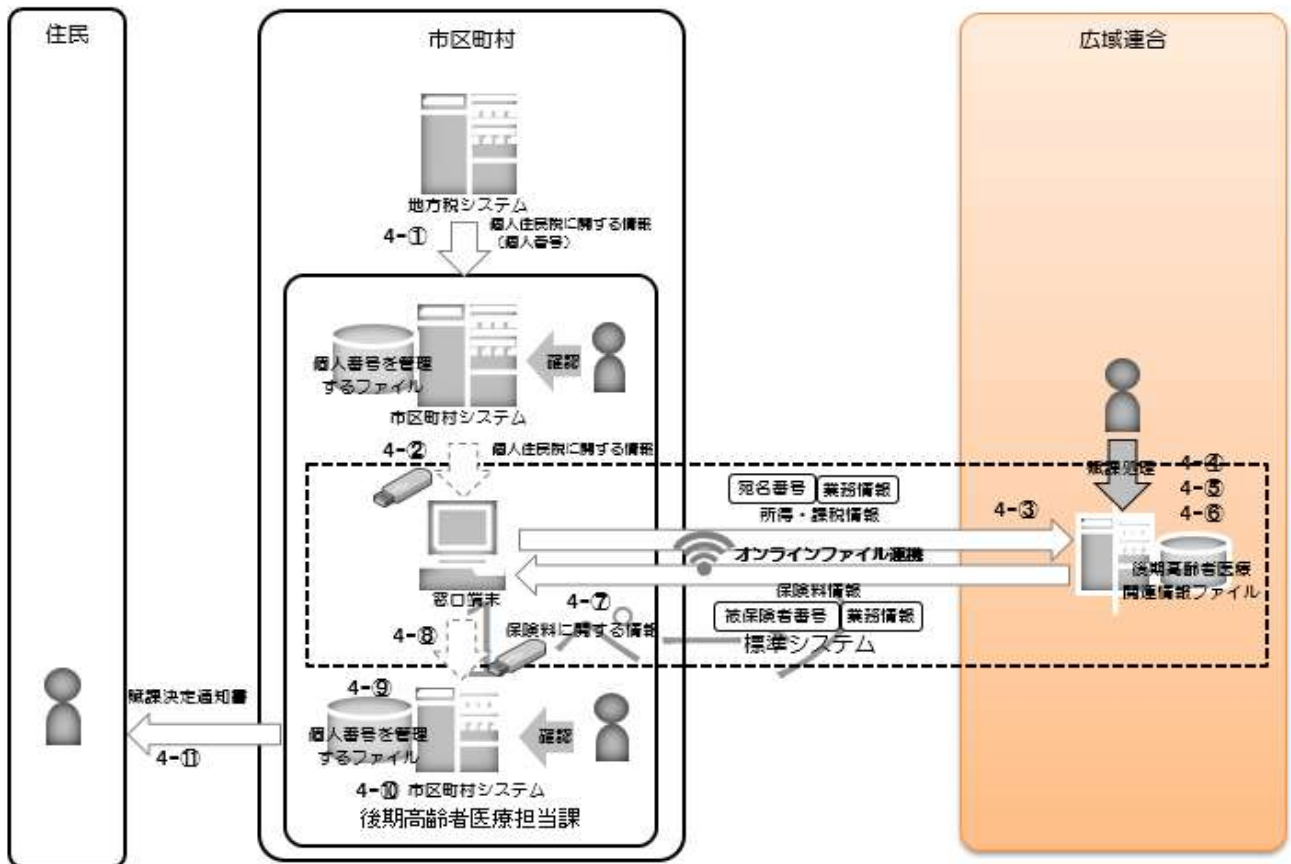 住民
市区町村
広域連合
地方税システム
4-①
個人住民税に関する情報
(個人番号)
個人番号を管理
するファイル
確認
市区町村システム
4-②
個人住民税に関する情報
宛名番号
業務情報
所得・課税情報
4-③
賦課処理
4-④
4-⑤
4-⑥
オンラインファイル連携
後期高齢者医療
関連情報ファイル
窓口端末
保険料情報
4-⑦
被保険者番号
業務情報
4-⑧
保険料に関する情報
標準システム
4-⑨
賦課決定通知書
個人番号を管理
するファイル
確認
4-⑪
4-⑩
市区町村システム
後期高齢者医療担当課